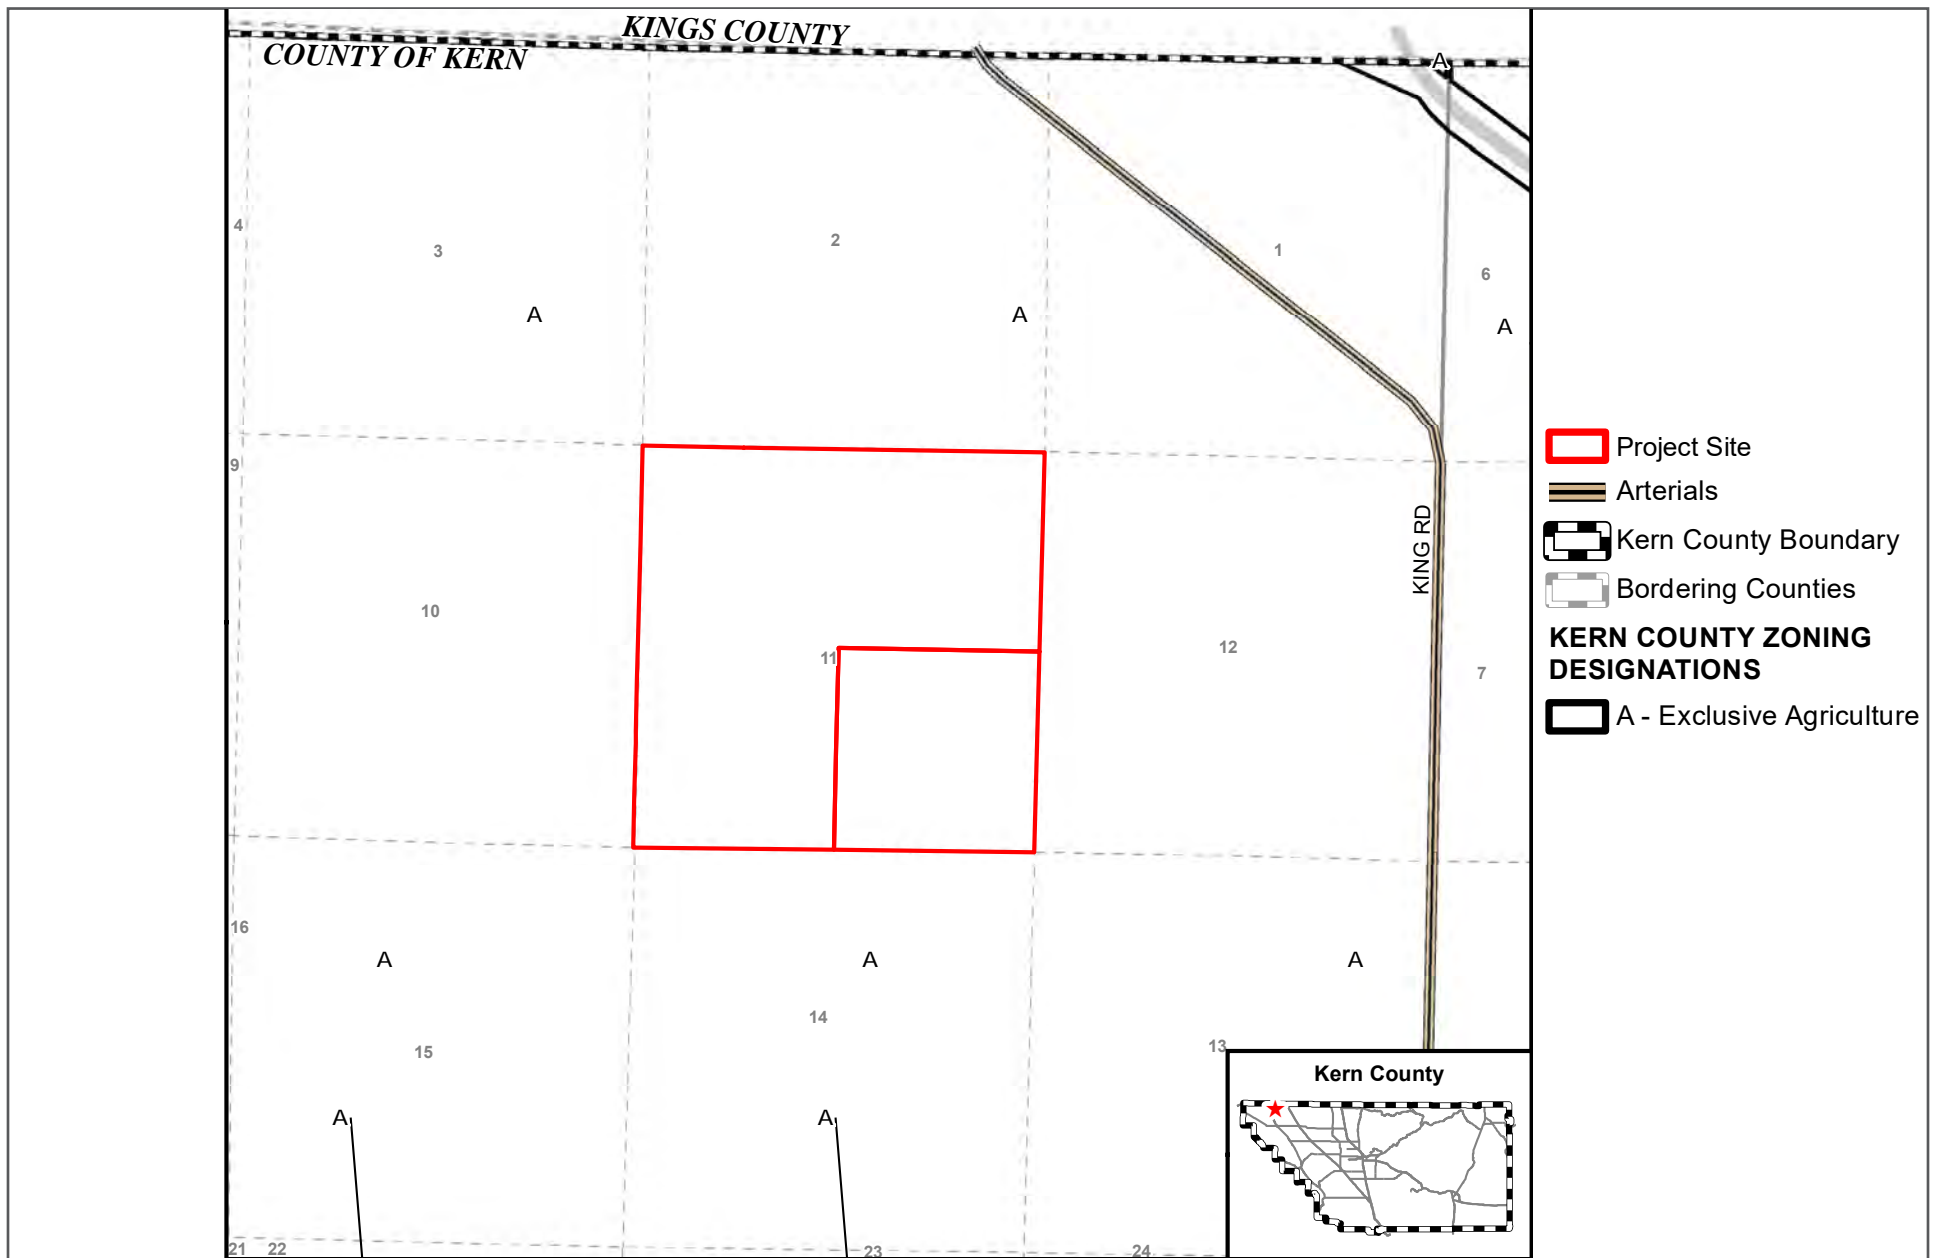 KINGS COUNTY
COUNTY OF KERN
A
4
3
2
1
6
A
A
A
9
10
11
12
7
KING RD
16
A
A
A
15
14
13
A
A
21
22
23
24
Kern County
Project Site
Arterials
Kern County Boundary
Bordering Counties
KERN COUNTY ZONING
DESIGNATIONS
A - Exclusive Agriculture